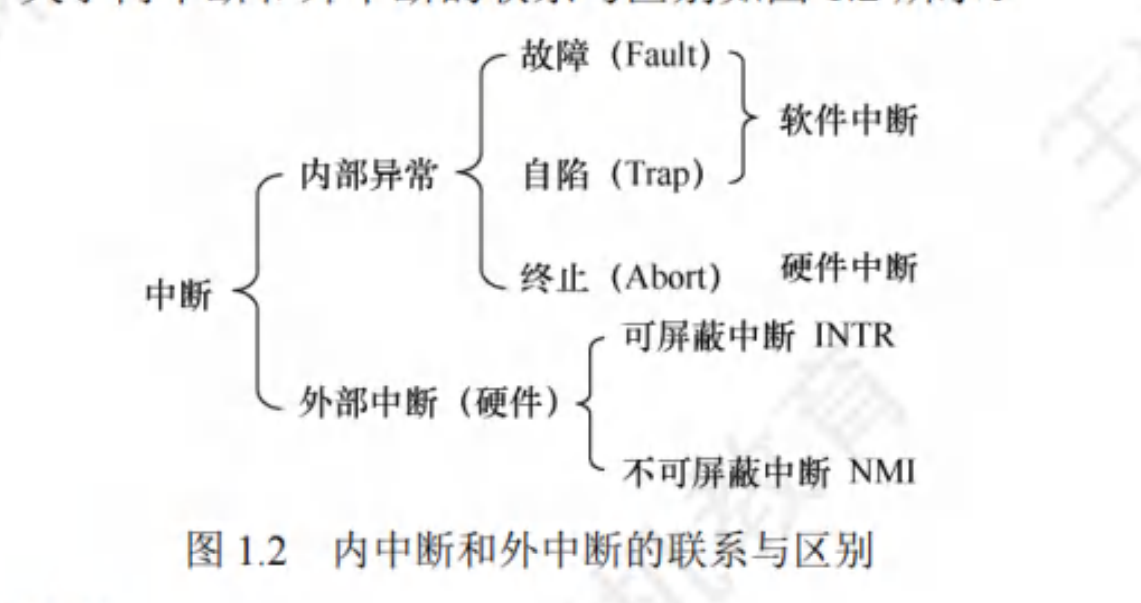 故障 (Fault)
软件中断
内部异常
自陷 (Trap)
中断
终止 (Abort)
硬件中断
可屏蔽中断 INTR
外部中断 (硬件)
不可屏蔽中断 NMI
图 1.2 内中断和外中断的联系与区别
机教育